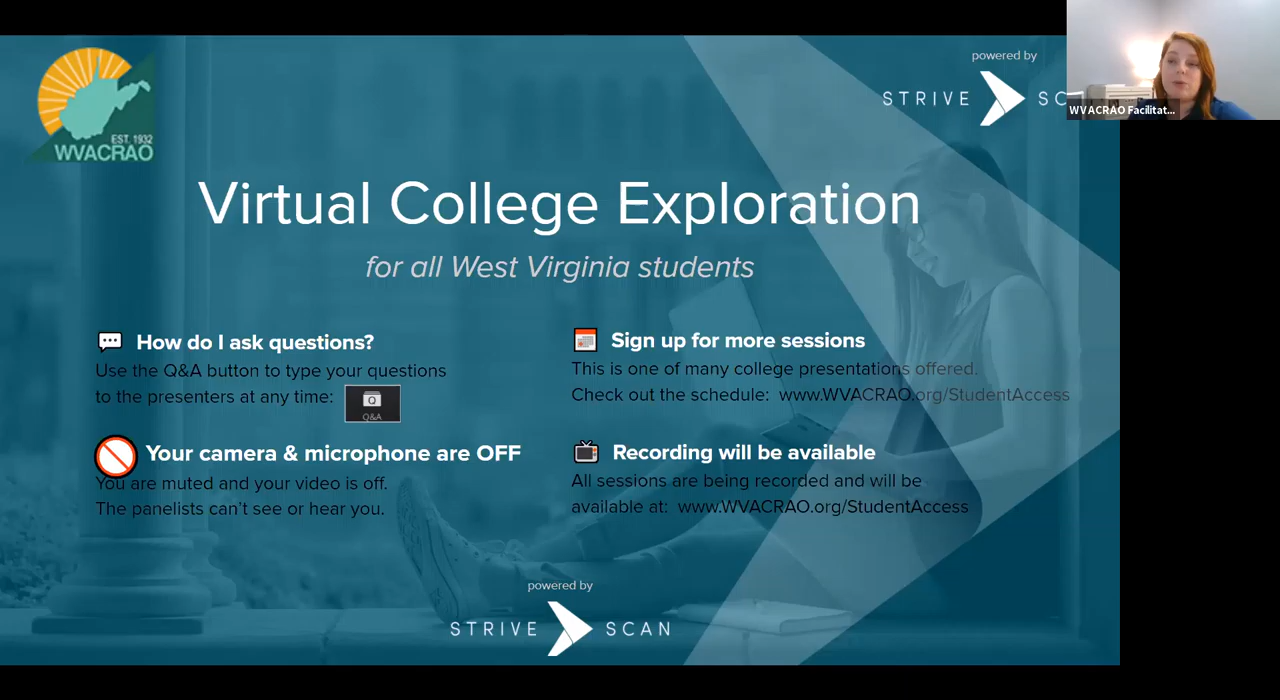 powered by
STRIVE SC
WVACRAO Facilitat...
EST. 1932
WVACRAO
Virtual College Exploration
for all West Virginia students
How do I ask questions?
Use the Q&A button to type your questions
to the presenters at any time:
Q
Q&A
Your camera & microphone are OFF
You are muted and your video is off.
The panelists can't see or hear you.
Sign up for more sessions
This is one of many college presentations offered.
Check out the schedule: www.WVACRAO.org/StudentAccess
Recording will be available
All sessions are being recorded and will be
available at: www.WVACRAO.org/StudentAccess
powered by
STRIVE SCAN